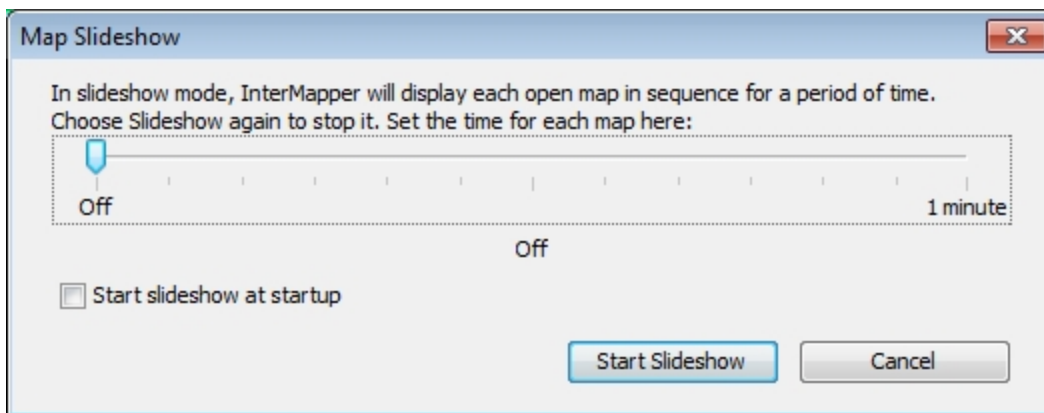 Map Slideshow
In slideshow mode, InterMapper will display each open map in sequence for a period of time.
Choose Slideshow again to stop it. Set the time for each map here:
Off 1 minute
Off
Start slideshow at startup
Start Slideshow Cancel